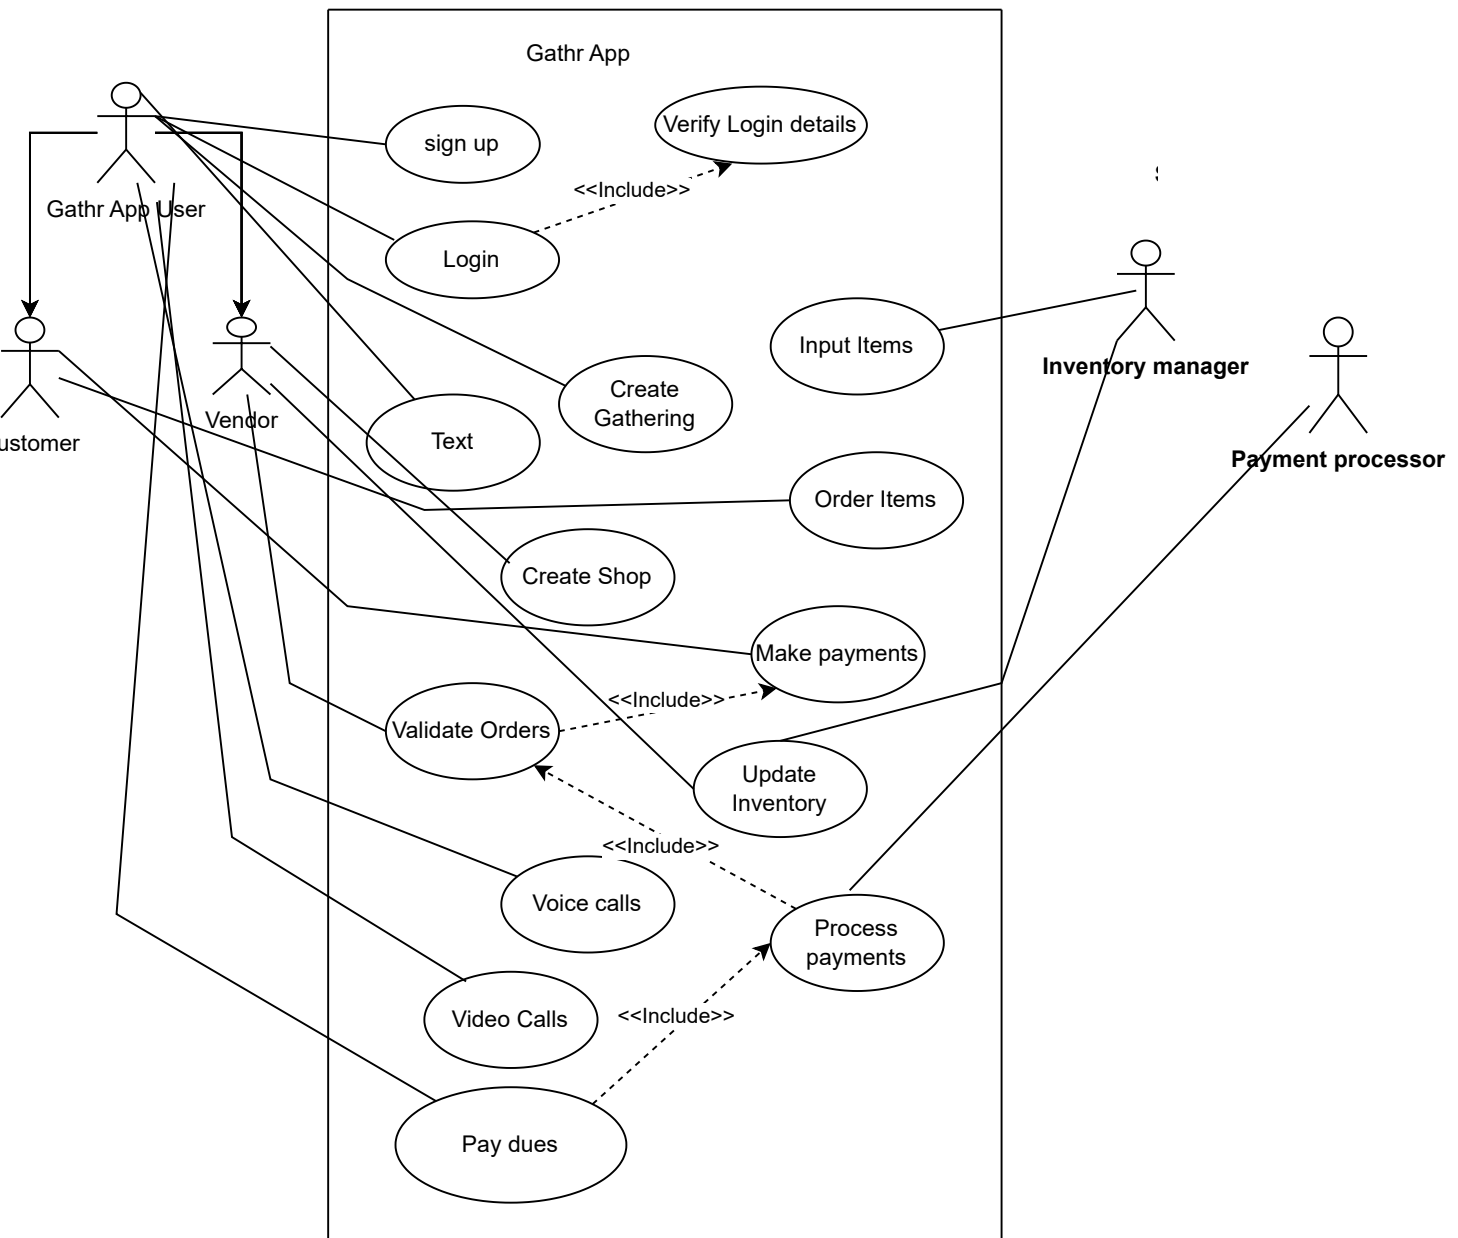 Gathr App
sign up
Verify Login details
<<Include>>
Gathr App User
Login
Input Items
Inventory manager
Create
Gathering
Vendor
Text
ustomer
Payment processor
Order Items
Create Shop
Make payments
<<Include>>
Validate Orders
Update
Inventory
<<Include>>
Voice calls
Process
payments
<<Include>>
Video Calls
Pay dues